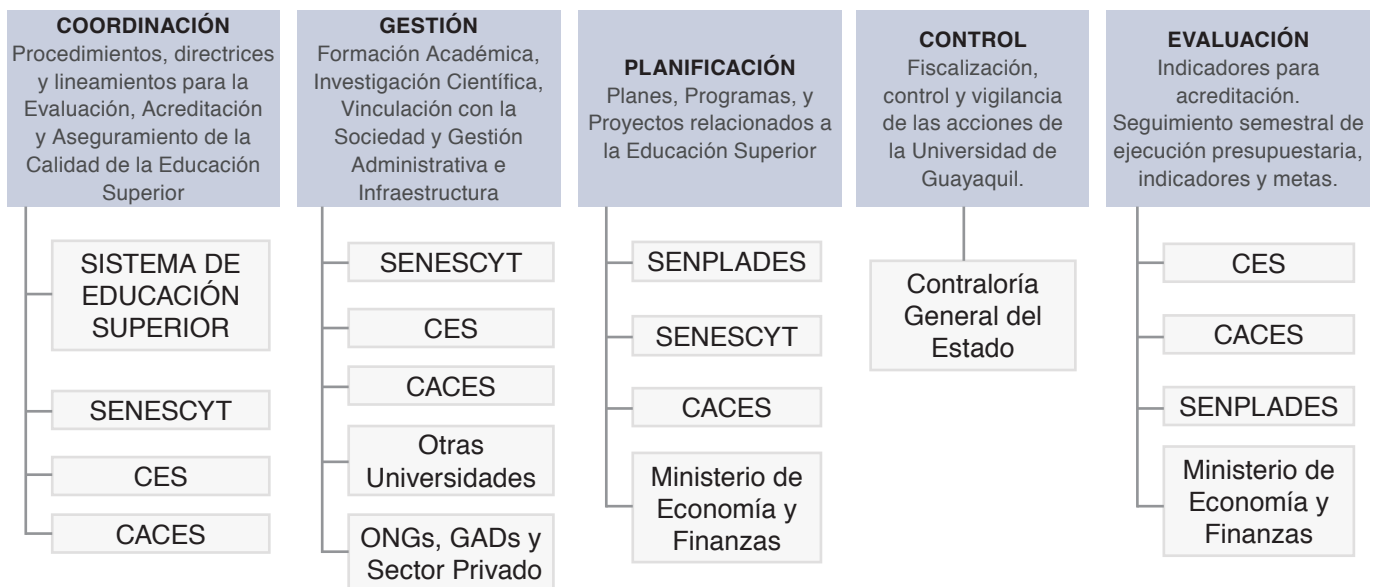 COORDINACIÓN
Procedimientos, directrices
y lineamientos para la
Evaluación, Acreditación
y Aseguramiento de la
Calidad de la Educación
Superior
SISTEMA DE
EDUCACIÓN
SUPERIOR
SENESCYT
CES
CACES
GESTIÓN
Formación Académica,
Investigación Científica,
Vinculación con la
Sociedad y Gestión
Administrativa e
Infraestructura
SENESCYT
CES
CACES
Otras
Universidades
ONGs, GADs y
Sector Privado
PLANIFICACIÓN
Planes, Programas, y
Proyectos relacionados a
la Educación Superior
SENPLADES
SENESCYT
CACES
Ministerio de
Economía y
Finanzas
CONTROL
Fiscalización,
control y vigilancia
de las acciones de
la Universidad de
Guayaquil.
Contraloría
General del
Estado
EVALUACIÓN
Indicadores para
acreditación.
Seguimiento semestral de
ejecución presupuestaria,
indicadores y metas.
CES
CACES
SENPLADES
Ministerio de
Economía y
Finanzas